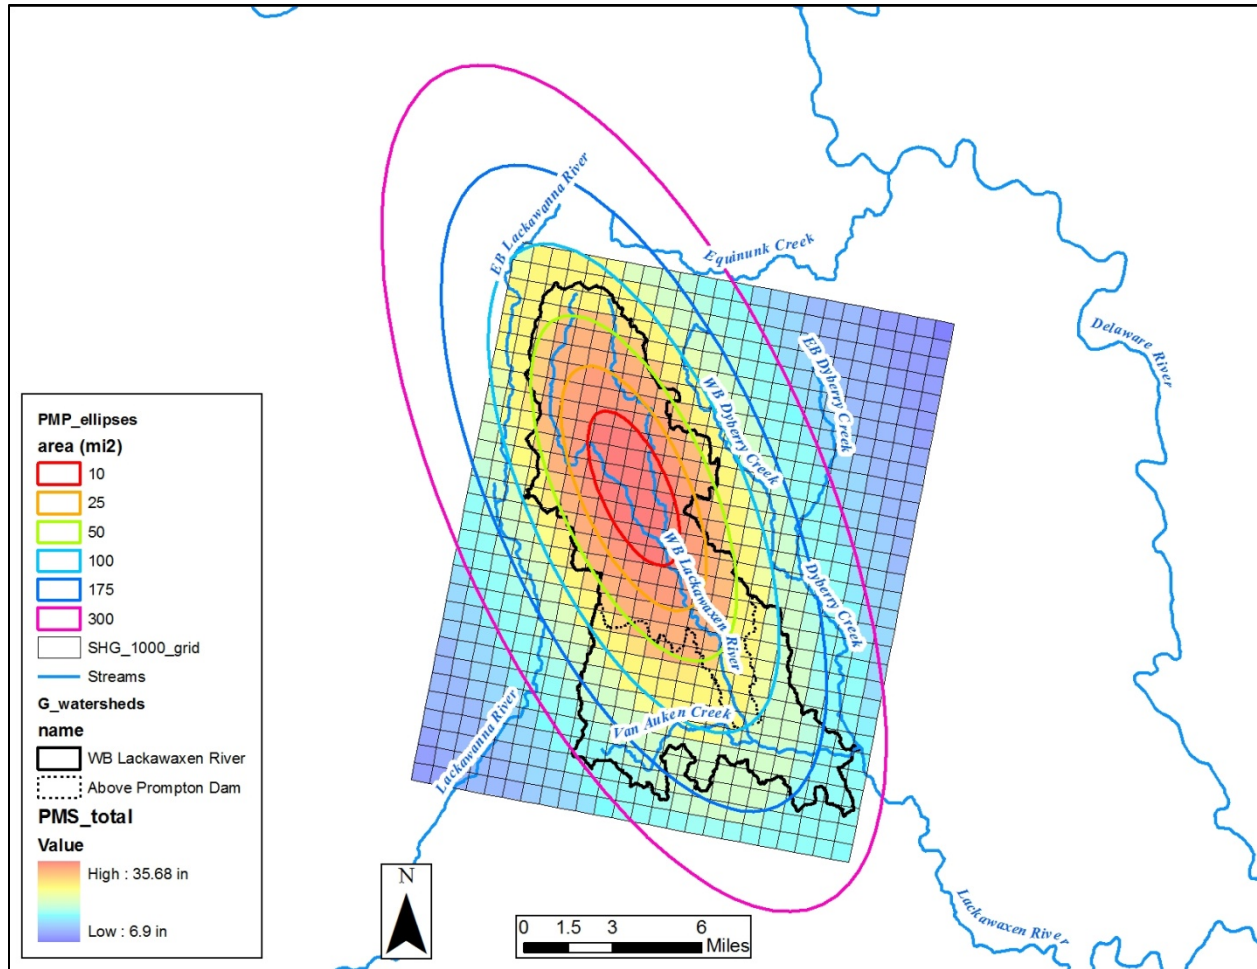 EB Lackawanna River
Equinunk Creek
Delaware River
EB Dyberry Creek
WB Dyberry Creek
WB Lackawaxen River
Dyberry Creek
Van Auken Creek
Lackawanna River
Lackawaxen River
PMP_ellipses
area (mi2)
10
25
50
100
175
300
SHG_1000_grid
Streams
G_watersheds
name
WB Lackawaxen River
Above Prompton Dam
PMS_total
Value
High : 35.68 in
Low : 6.9 in
N
0 1.5 3 6
Miles